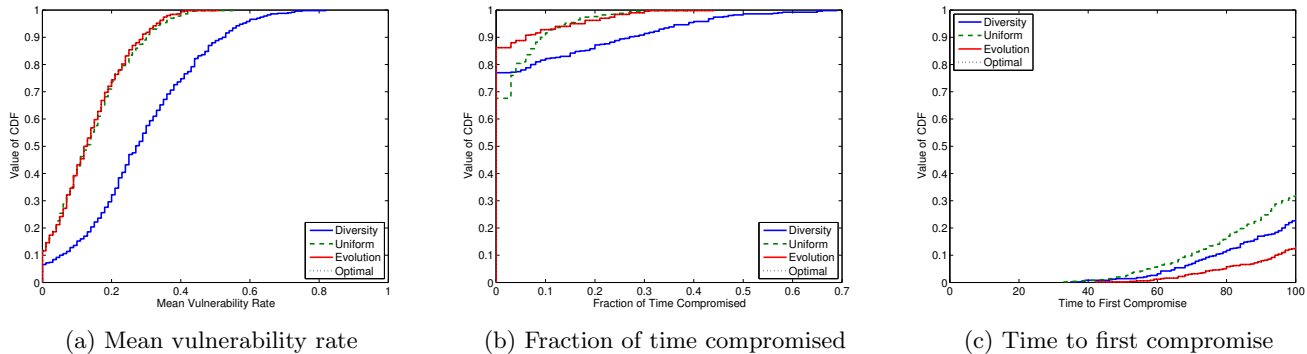 Value of CDF
1
0.9
0.8
0.7
0.6
0.5
0.4
0.3
0.2
0.1
0
0
0.2
0.4
0.6
0.8
1
Mean Vulnerability Rate
Diversity
Uniform
Evolution
Optimal
(a) Mean vulnerability rate
Value of CDF
1
0.9
0.8
0.7
0.6
0.5
0.4
0.3
0.2
0.1
0
0
0.1
0.2
0.3
0.4
0.5
0.6
0.7
Fraction of Time Compromised
Diversity
Uniform
Evolution
Optimal
(b) Fraction of time compromised
Value of CDF
1
0.9
0.8
0.7
0.6
0.5
0.4
0.3
0.2
0.1
0
0
20
40
60
80
100
Time to First Compromise
Diversity
Uniform
Evolution
Optimal
(c) Time to first compromise